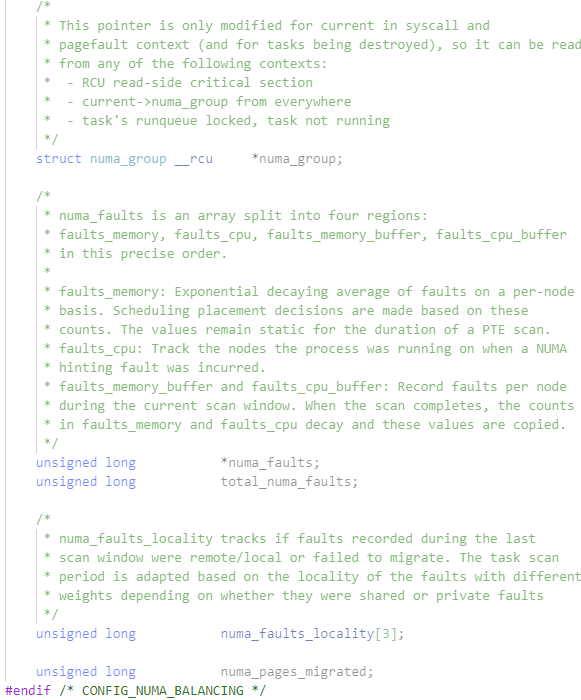 /*
 * This pointer is only modified for current in syscall and
 * pagefault context (and for tasks being destroyed), so it can be read
 * from any of the following contexts:
 *  - RCU read-side critical section
 *  - current->numa_group from everywhere
 *  - task's runqueue locked, task not running
 */
struct numa_group __rcu     *numa_group;

/*
 * numa_faults is an array split into four regions:
 * faults_memory, faults_cpu, faults_memory_buffer, faults_cpu_buffer
 * in this precise order.
 *
 * faults_memory: Exponential decaying average of faults on a per-node
 * basis. Scheduling placement decisions are made based on these
 * counts. The values remain static for the duration of a PTE scan.
 * faults_cpu: Track the nodes the process was running on when a NUMA
 * hinting fault was incurred.
 * faults_memory_buffer and faults_cpu_buffer: Record faults per node
 * during the current scan window. When the scan completes, the counts
 * in faults_memory and faults_cpu decay and these values are copied.
 */
unsigned long           *numa_faults;
unsigned long           total_numa_faults;

/*
 * numa_faults_locality tracks if faults recorded during the last
 * scan window were remote/local or failed to migrate. The task scan
 * period is adapted based on the locality of the faults with different
 * weights depending on whether they were shared or private faults
 */
unsigned long           numa_faults_locality[3];

unsigned long           numa_pages_migrated;
#endif /* CONFIG_NUMA_BALANCING */